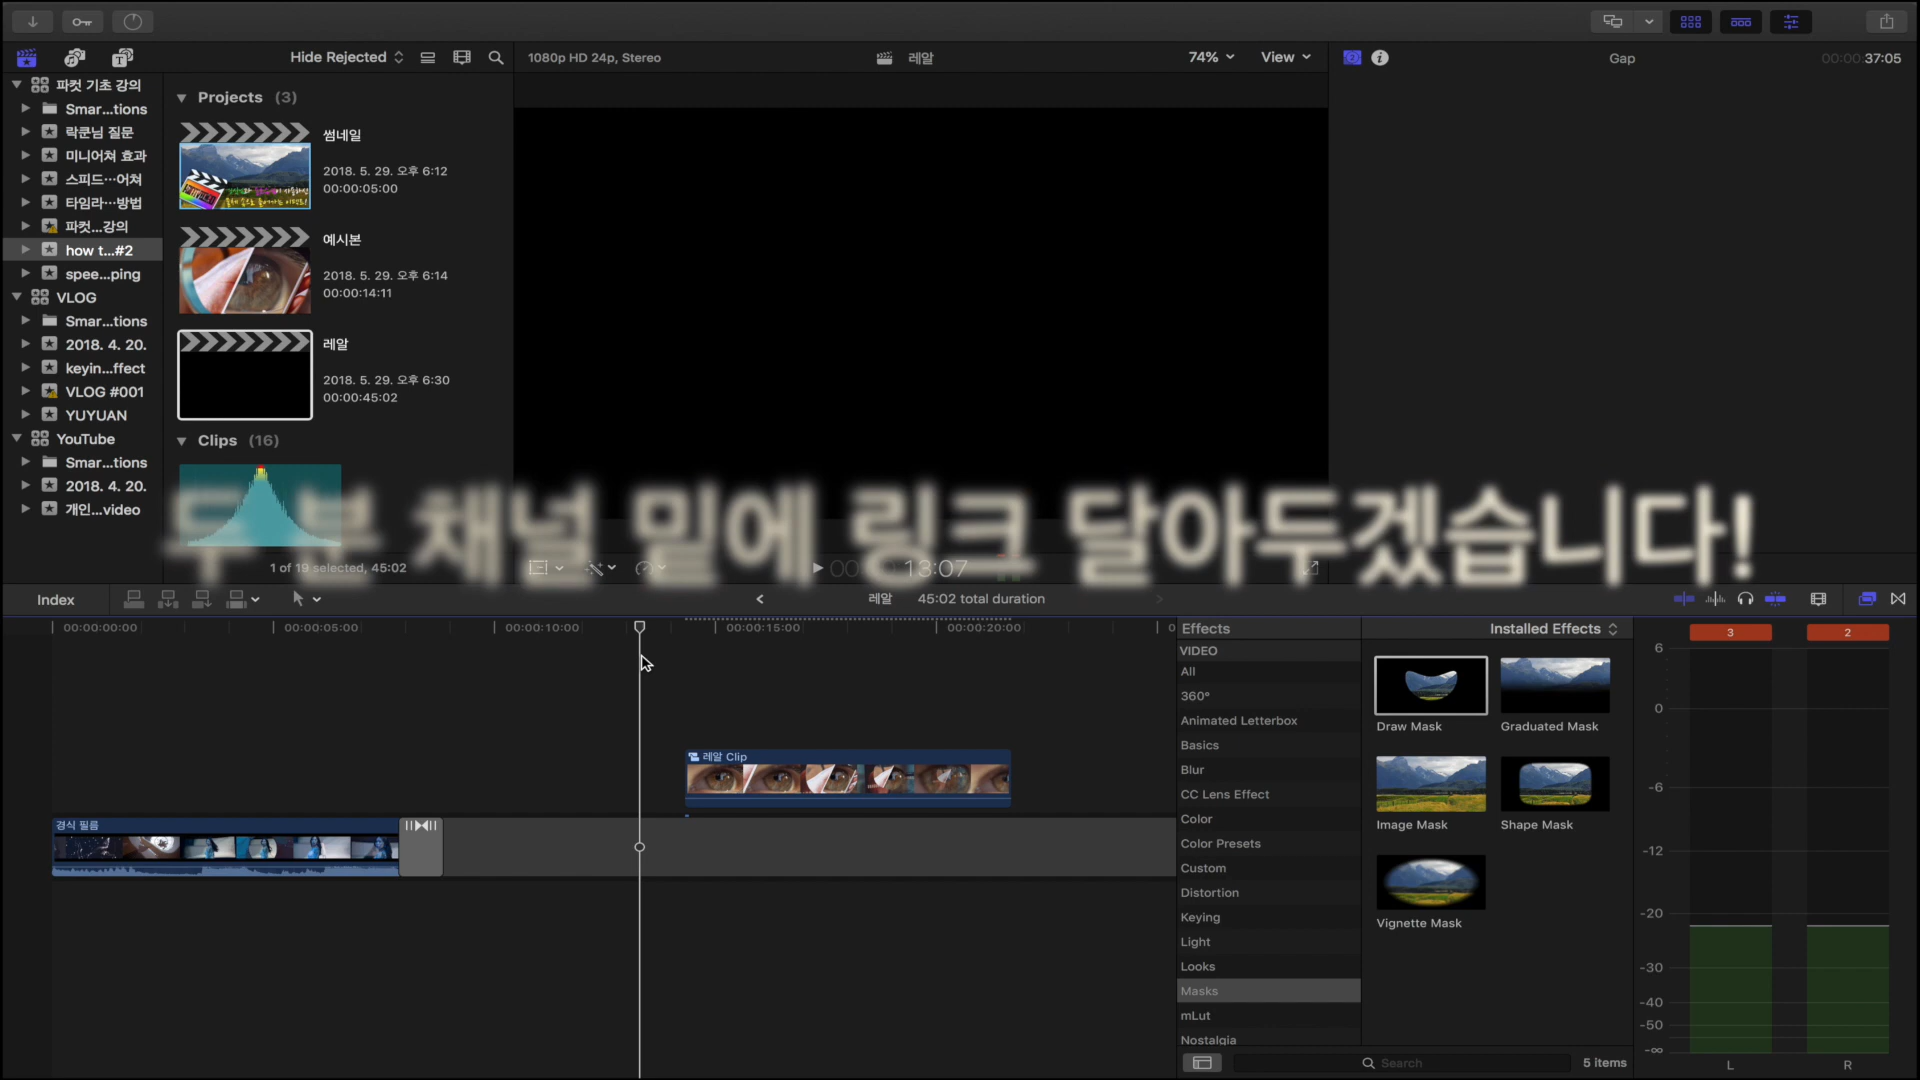 Hide Rejected
1080p HD 24p, Stereo
레알
74%
View
Gap
00:00:37:05
파컷 기초 강의
Smar...tions
락쿤님 질문
미니어쳐 효과
스피드…어쳐
타임라…방법
파컷...강의
how t...#2
spee...ping
VLOG
Smar...tions
2018. 4. 20.
keyin...ffect
VLOG #001
YUYUAN
YouTube
Smar...tions
2018. 4. 20.
개인...video
Projects (3)
썸네일
2018. 5. 29. 오후 6:12
00:00:05:00
예시본
2018. 5. 29. 오후 6:14
00:00:14:11
레알
2018. 5. 29. 오후 6:30
00:00:45:02
Clips (16)
두 분 채널 밑에 링크 달아두겠습니다!
1 of 19 selected, 45:02
13:07
Index
레알
45:02 total duration
00:00:00:00
00:00:05:00
00:00:10:00
00:00:15:00
00:00:20:00
레알 Clip
경식 필름
Effects
Installed Effects
VIDEO
All
360°
Animated Letterbox
Basics
Blur
CC Lens Effect
Color
Color Presets
Custom
Distortion
Keying
Light
Looks
Masks
mLut
Nostalgia
Draw Mask
Graduated Mask
Image Mask
Shape Mask
Vignette Mask
Search
5 items
3
2
6
0
-6
-12
-20
-30
-40
-50
-∞
L
R